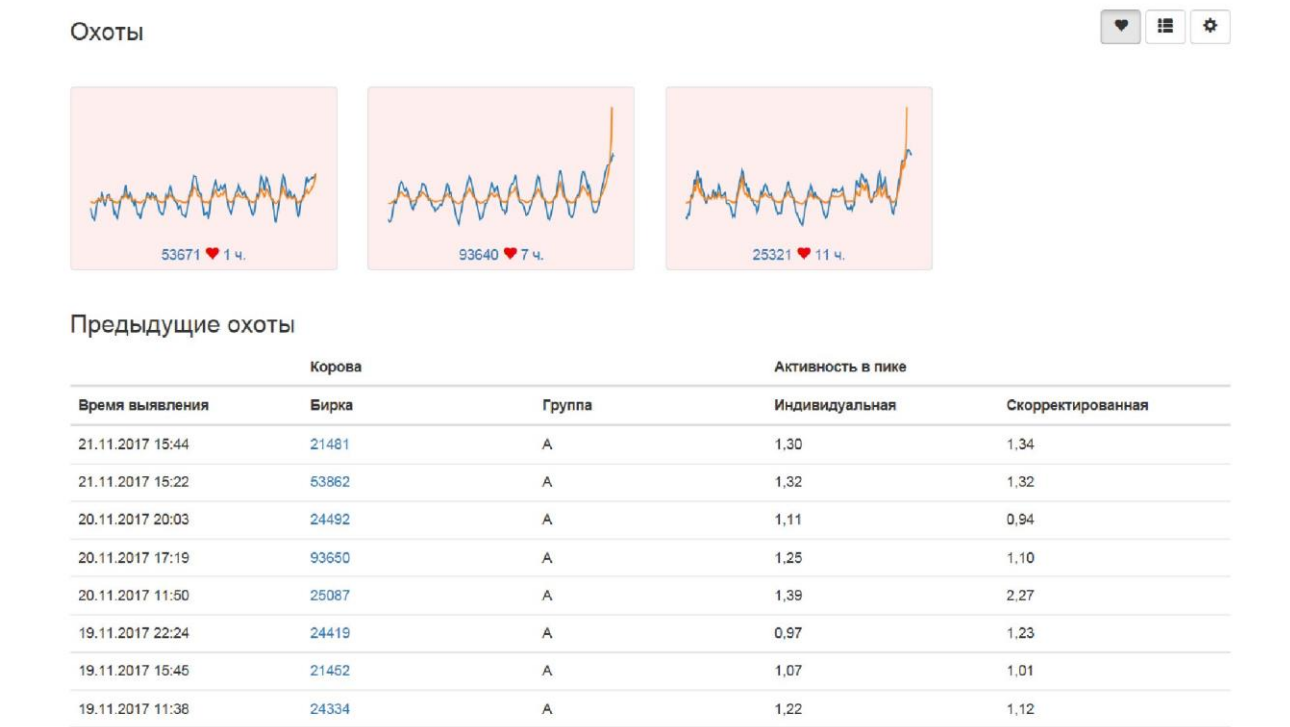 Охоты
53671 ♥ 1 ч.
93640 ♥ 7 ч.
25321 ♥ 11 ч.
Предыдущие охоты
Корова Активность в пике
Время выявления Бирка Группа Индивидуальная Скорректированная
21.11.2017 15:44 21481 А 1,30 1,34
21.11.2017 15:22 53862 А 1,32 1,32
20.11.2017 20:03 24492 А 1,11 0,94
20.11.2017 17:19 93650 А 1,25 1,10
20.11.2017 11:50 25087 А 1,39 2,27
19.11.2017 22:24 24419 А 0,97 1,23
19.11.2017 15:45 21452 А 1,07 1,01
19.11.2017 11:38 24334 А 1,22 1,12